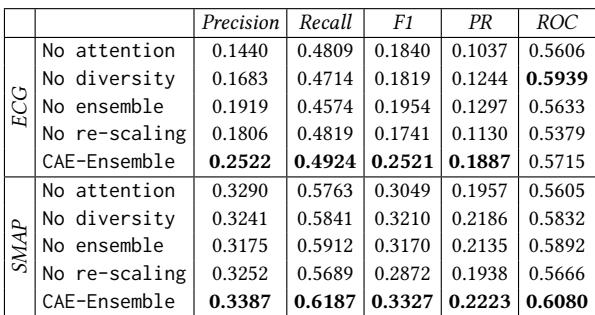 Precision Recall F1 PR ROC
ECG
No attention 0.1440 0.4809 0.1840 0.1037 0.5606
No diversity 0.1683 0.4714 0.1819 0.1244 0.5939
No ensemble 0.1919 0.4574 0.1954 0.1297 0.5633
No re-scaling 0.1806 0.4819 0.1741 0.1130 0.5379
CAE-Ensemble 0.2522 0.4924 0.2521 0.1887 0.5715
SMAP
No attention 0.3290 0.5763 0.3049 0.1957 0.5605
No diversity 0.3241 0.5841 0.3210 0.2186 0.5832
No ensemble 0.3175 0.5912 0.3170 0.2135 0.5892
No re-scaling 0.3252 0.5689 0.2872 0.1938 0.5666
CAE-Ensemble 0.3387 0.6187 0.3327 0.2223 0.6080